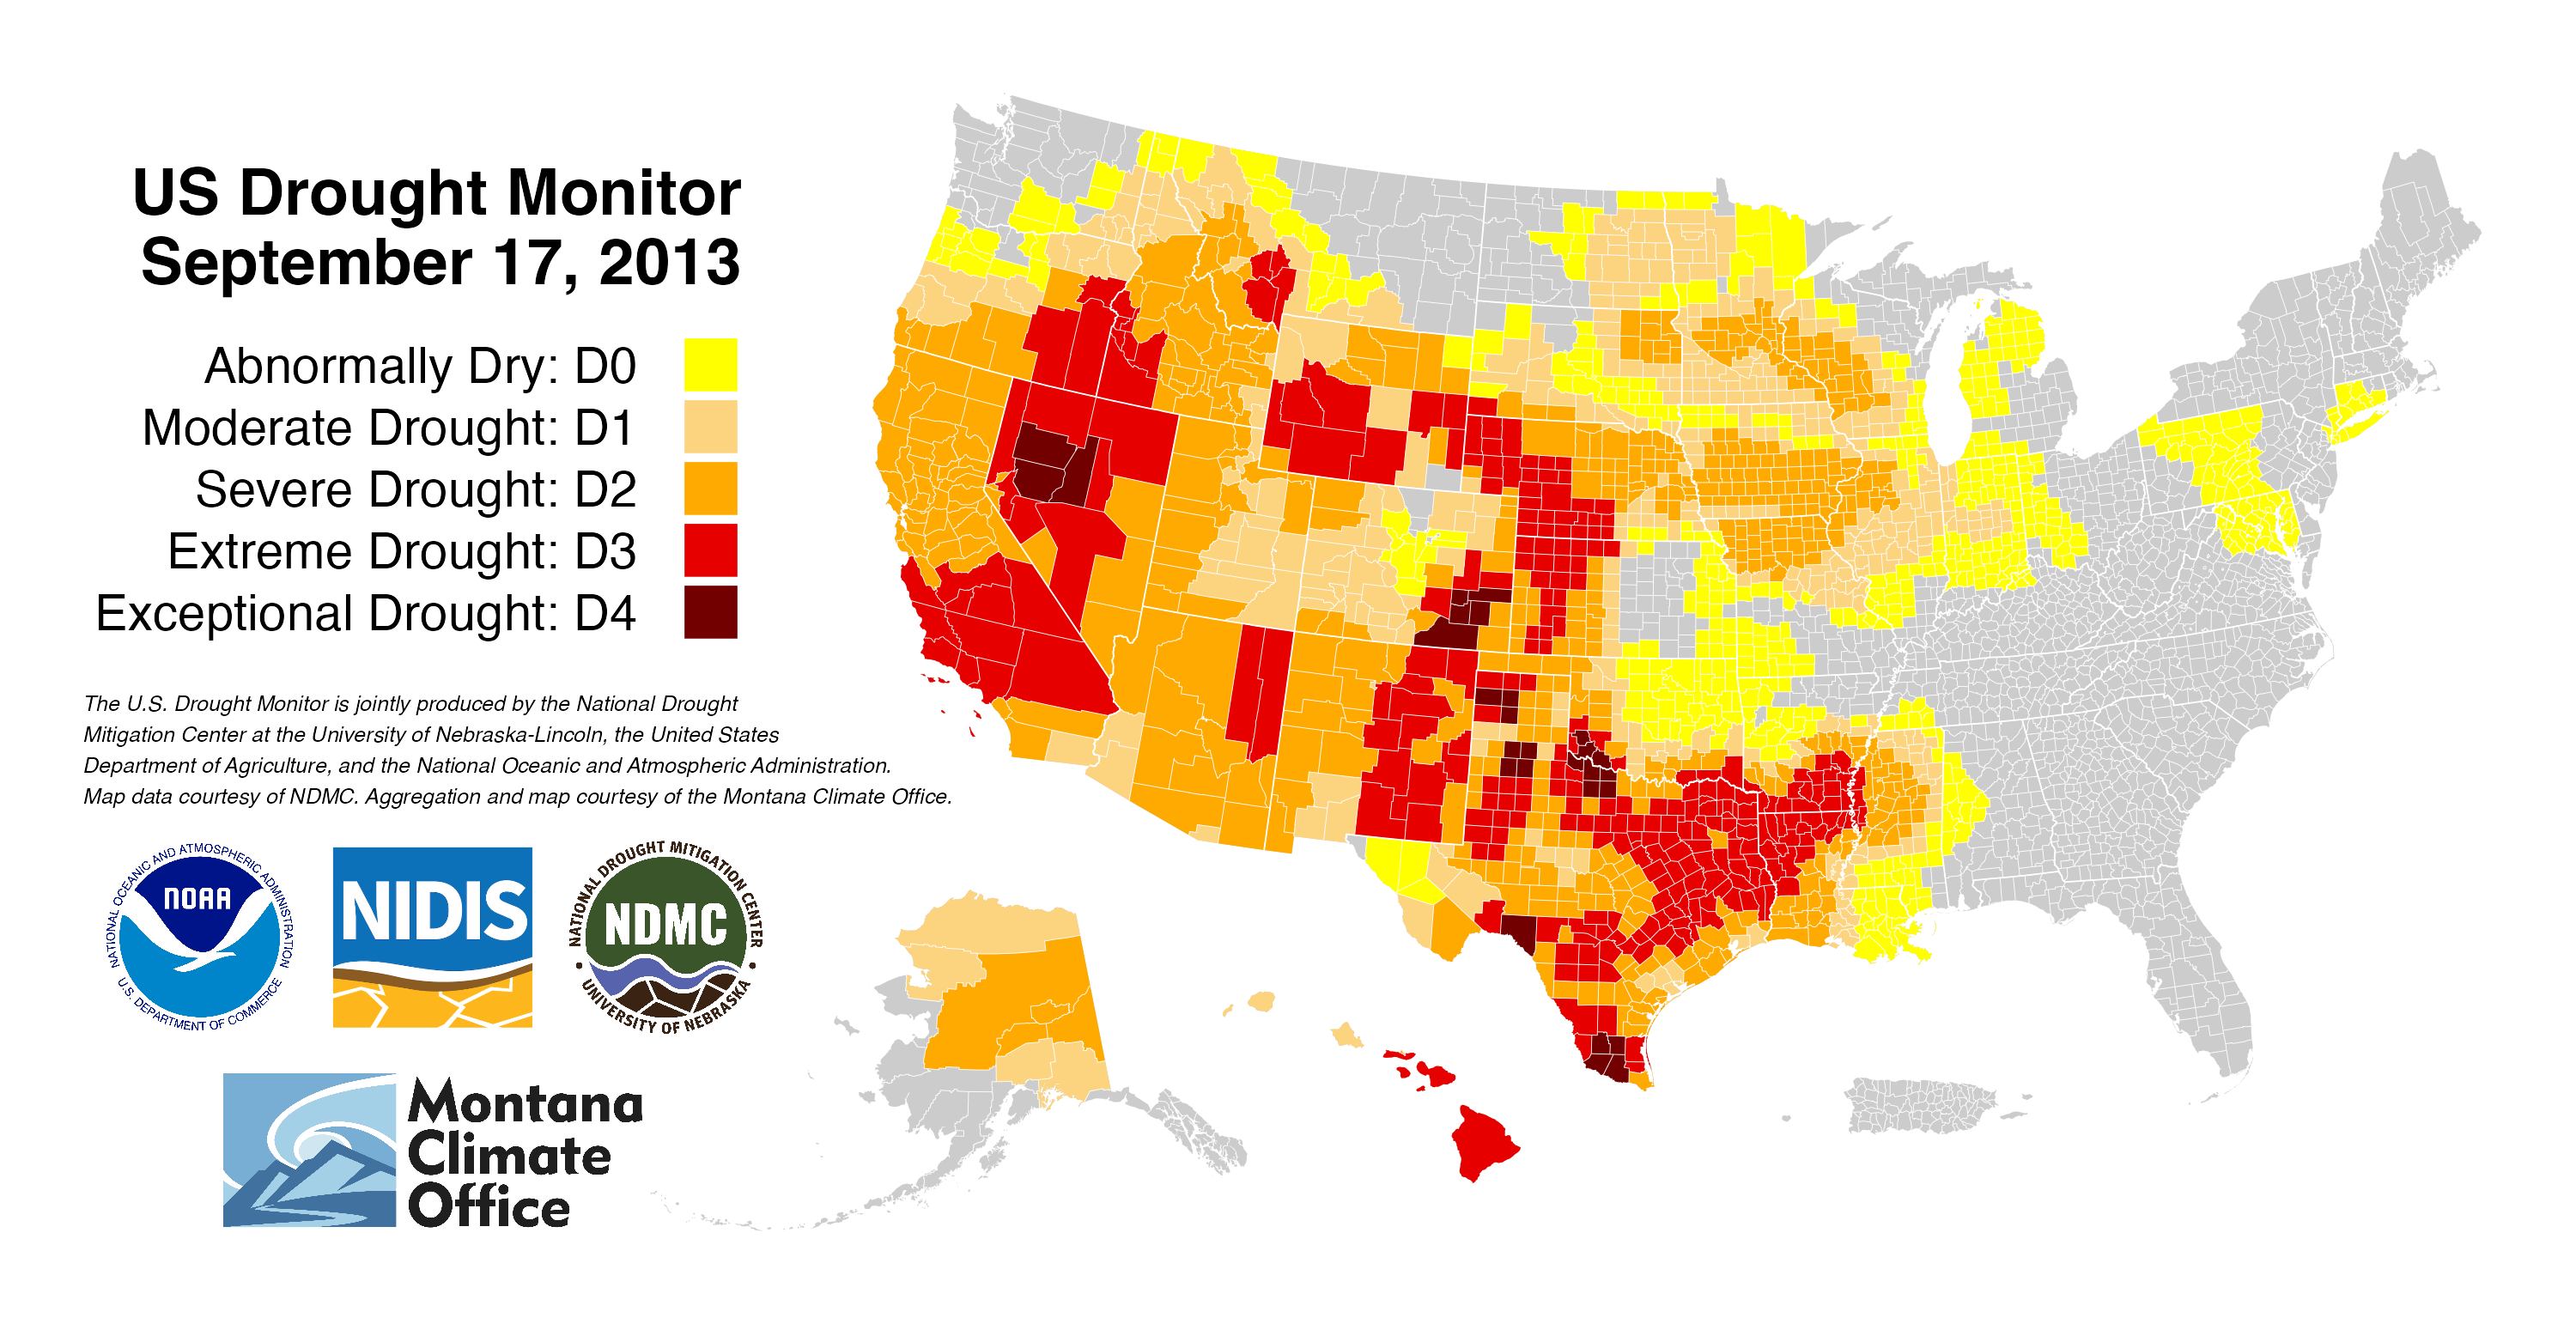 US Drought Monitor
September 17, 2013
Abnormally Dry: D0
Moderate Drought: D1
Severe Drought: D2
Extreme Drought: D3
Exceptional Drought: D4
The U.S. Drought Monitor is jointly produced by the National Drought
Mitigation Center at the University of Nebraska-Lincoln, the United States
Department of Agriculture, and the National Oceanic and Atmospheric Administration.
Map data courtesy of NDMC. Aggregation and map courtesy of the Montana Climate Office.
NATIONAL OCEANIC AND ATMOSPHERIC ADMINISTRATION
NOAA
U.S. DEPARTMENT OF COMMERCE
NIDIS
NATIONAL DROUGHT MITIGATION CENTER
NDMC
UNIVERSITY OF NEBRASKA
Montana
Climate
Office